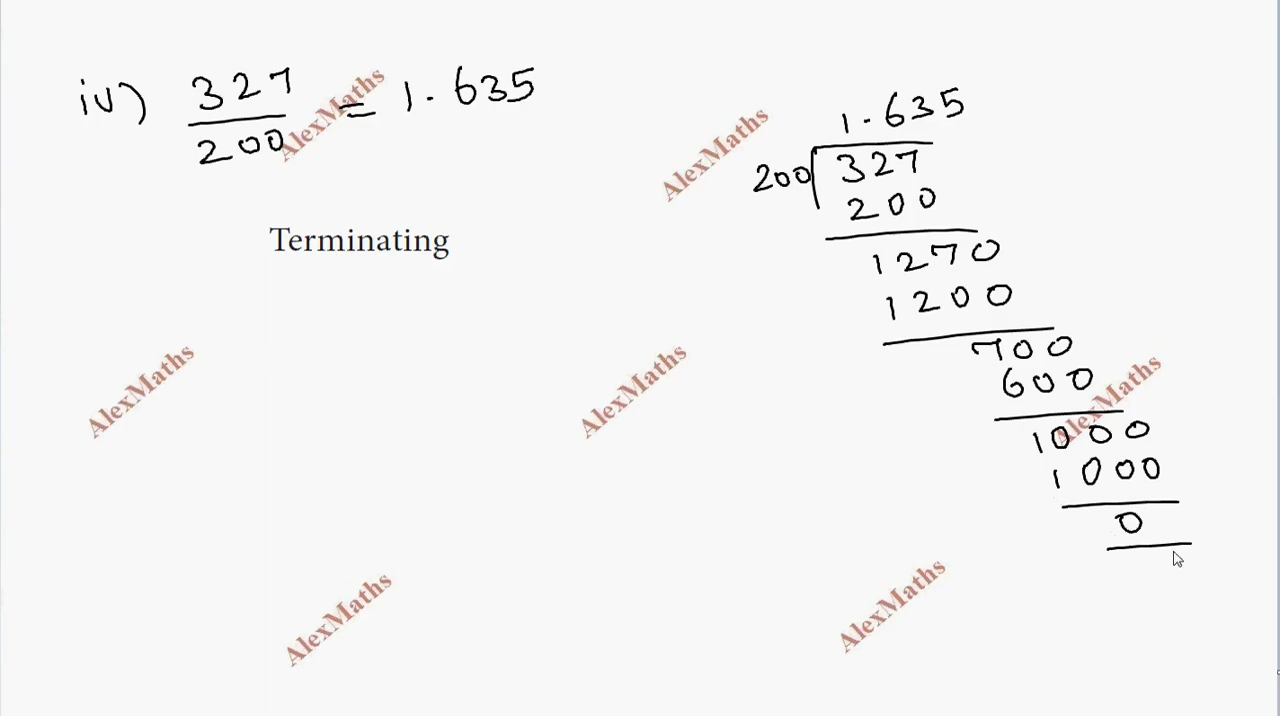 iv) 327
200 = 1.635
Terminating
1.635
200 327
200
1270
1200
700
600
1000
1000
0
AlexMaths
AlexMaths
AlexMaths
AlexMaths
AlexMaths
AlexMaths
AlexMaths